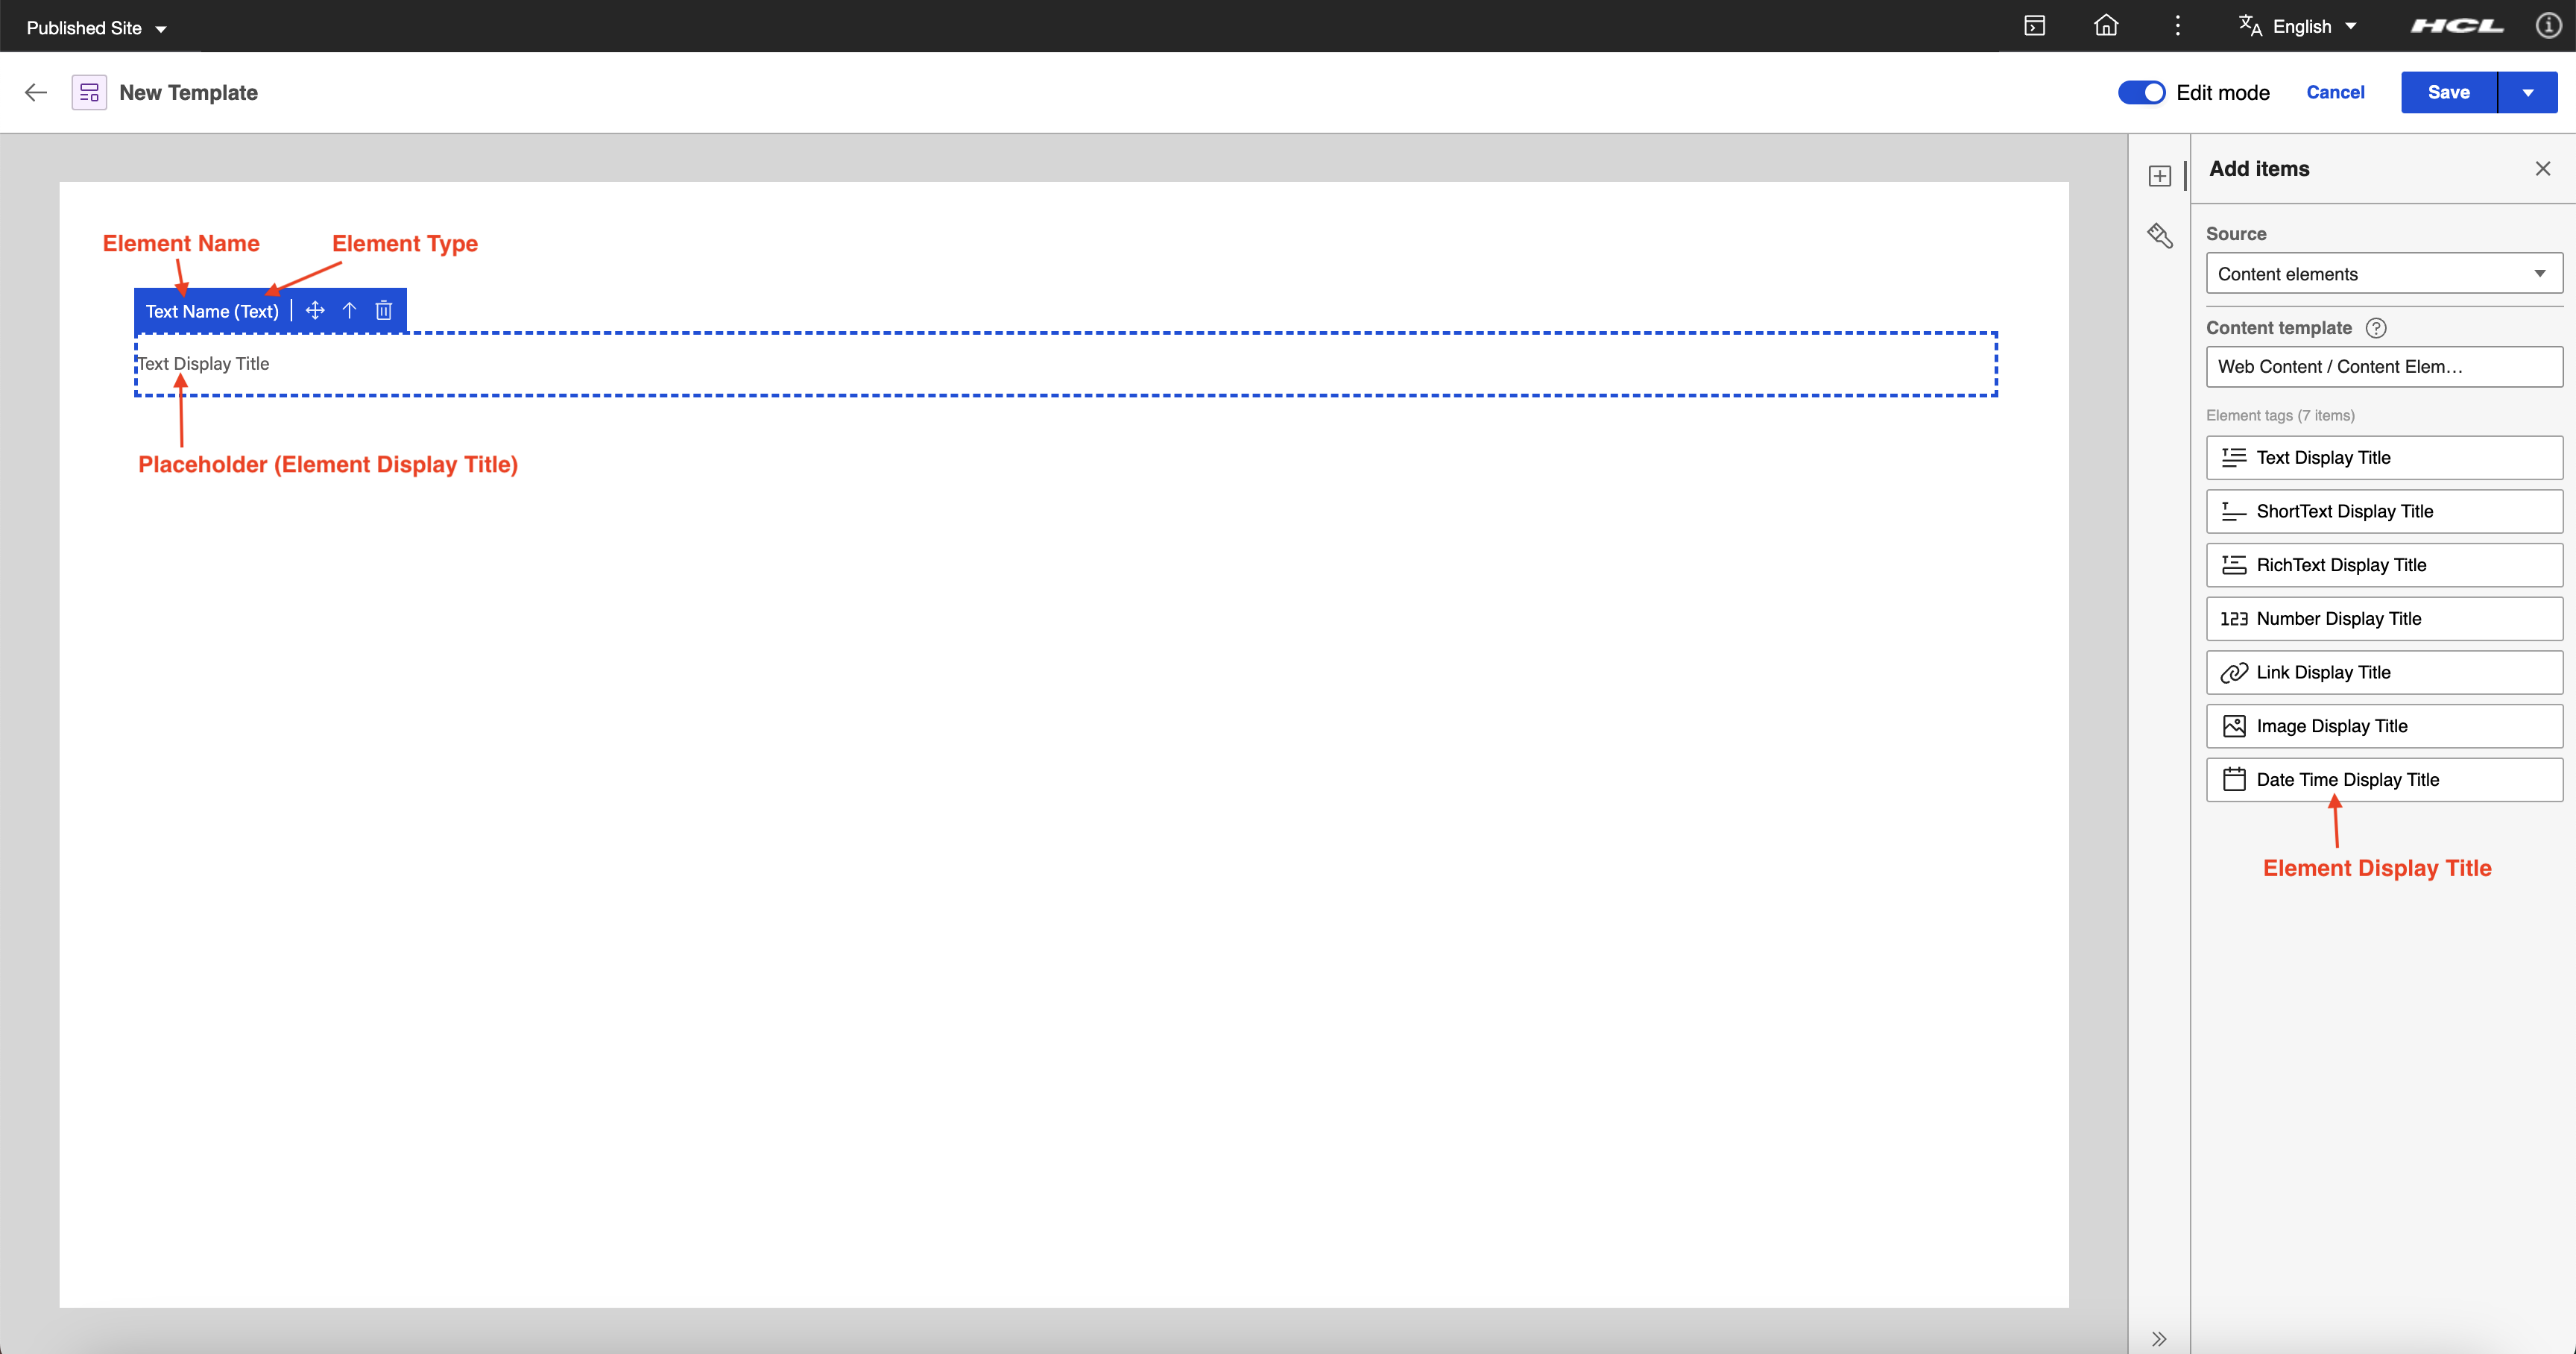 Published Site
English
HCL
New Template
Edit mode
Cancel
Save
Add items
Source
Content elements
Content template
Web Content / Content Elem...
Element tags (7 items)
Text Display Title
ShortText Display Title
RichText Display Title
123 Number Display Title
Link Display Title
Image Display Title
Date Time Display Title
Element Display Title
Element Name
Element Type
Text Name (Text)
Text Display Title
Placeholder (Element Display Title)